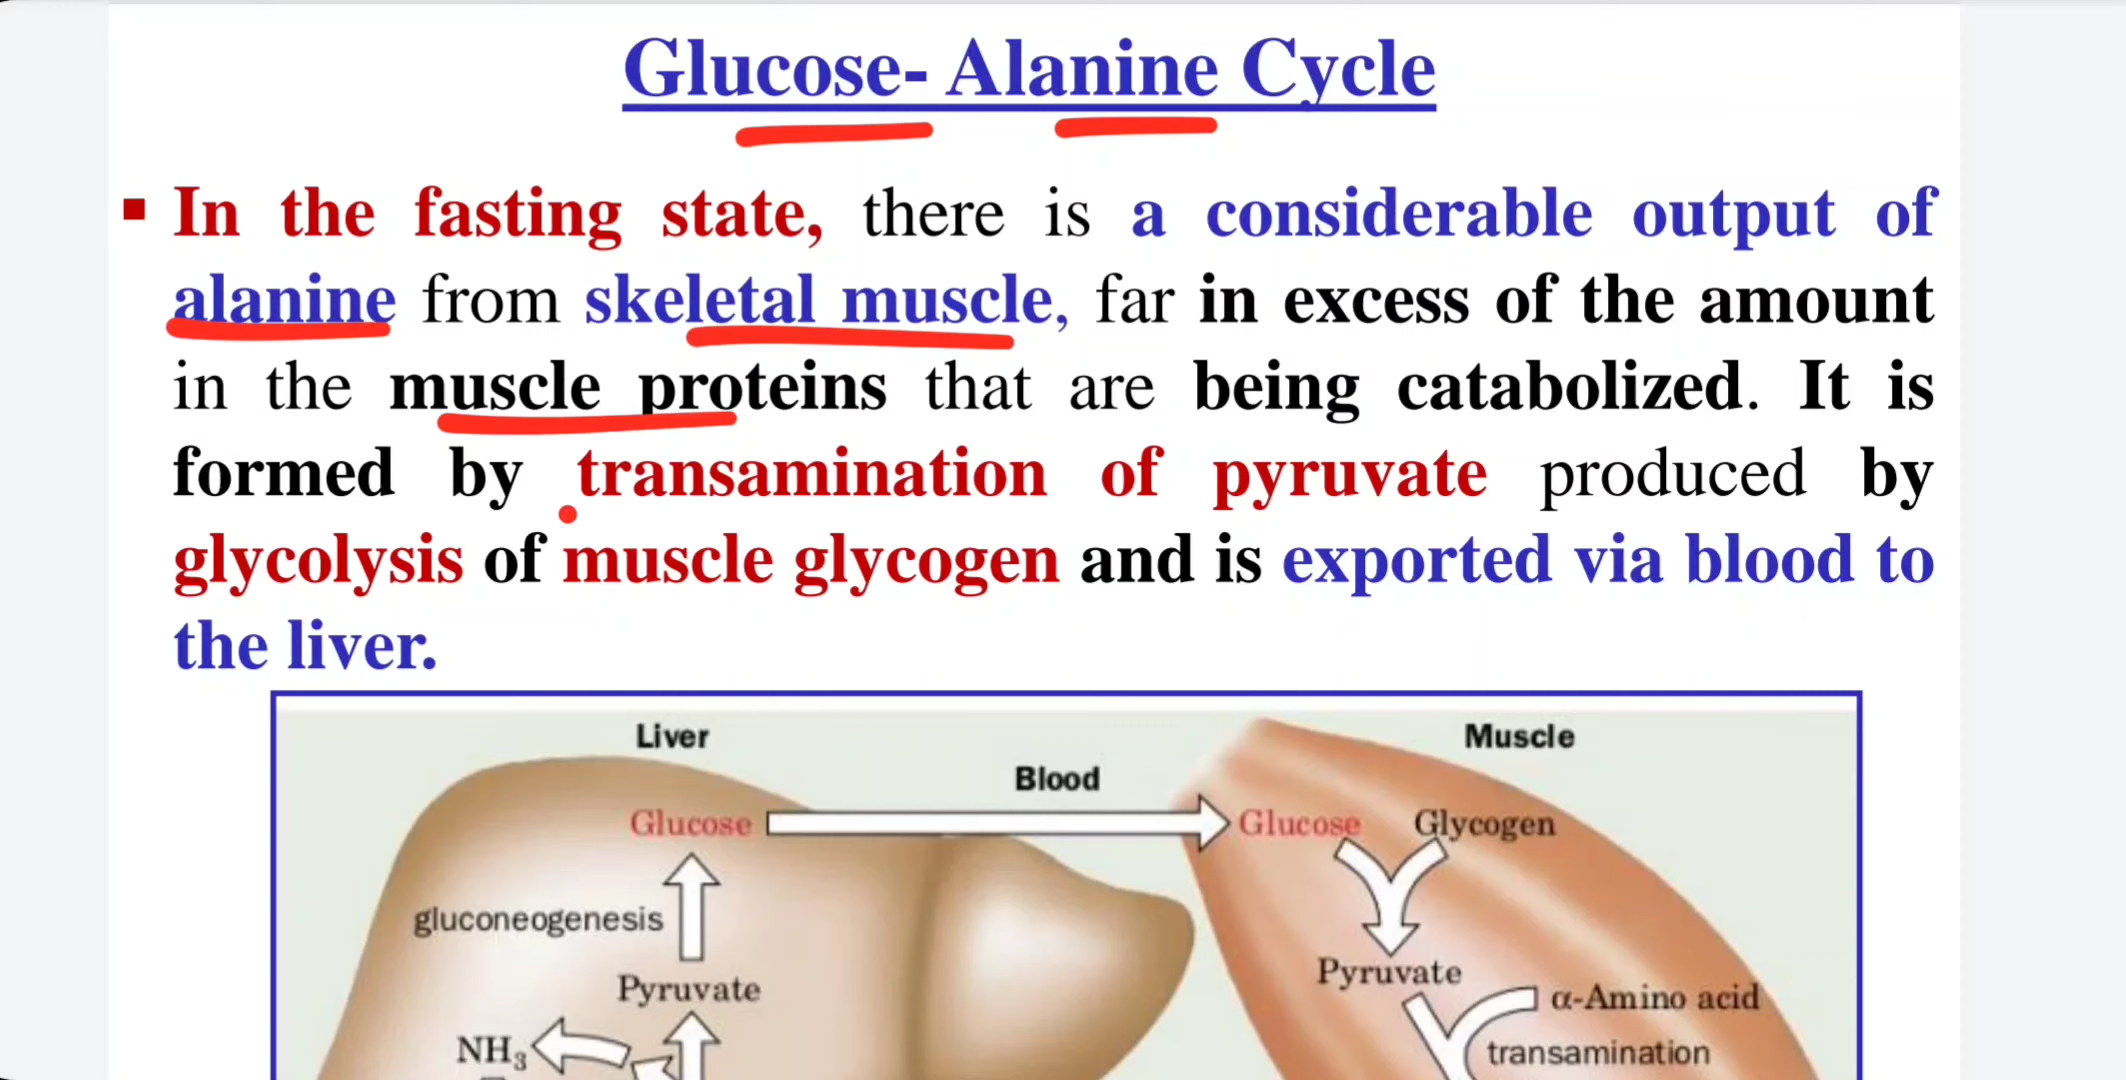 Glucose- Alanine Cycle
▪ In the fasting state, there is a considerable output of
alanine from skeletal muscle, far in excess of the amount
in the muscle proteins that are being catabolized. It is
formed by transamination of pyruvate produced by
glycolysis of muscle glycogen and is exported via blood to
the liver.
Liver
Muscle
Blood
Glucose
Glucose
Glycogen
gluconeogenesis
Pyruvate
Pyruvate
α-Amino acid
NH₃
transamination